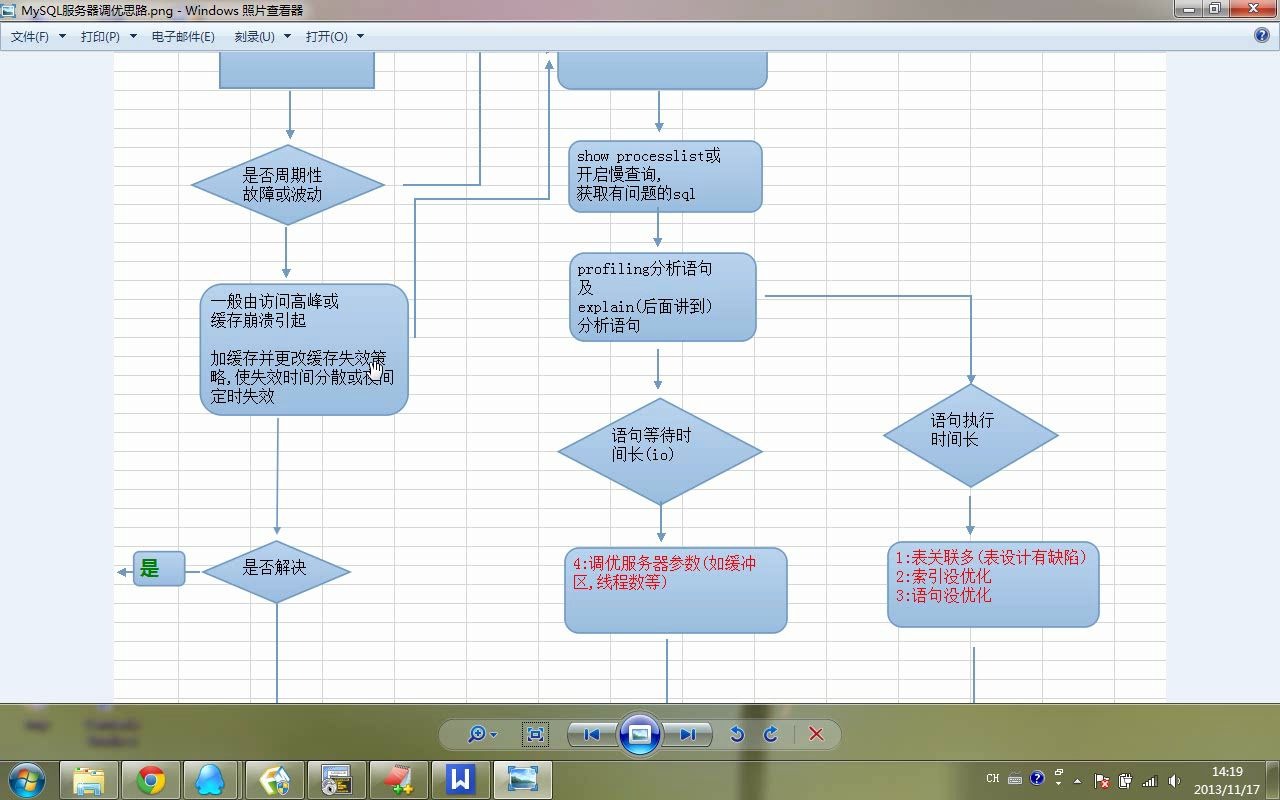 MySQL服务器调优思路.png - Windows 照片查看器
文件(F) 打印(P) 电子邮件(E) 刻录(U) 打开(O)
是否周期性
故障或波动
一般由访问高峰或
缓存崩溃引起
加缓存并更改缓存失效策
略,使失效时间分散或夜间
定时失效
是否解决
是
show processlist或
开启慢查询,
获取有问题的sql
profiling分析语句
及
explain(后面讲到)
分析语句
语句等待时
间长(io)
4:调优服务器参数(如缓冲
区,线程数等)
语句执行
时间长
1:表关联多(表设计有缺陷)
2:索引没优化
3:语句没优化
CH
14:19
2013/11/17